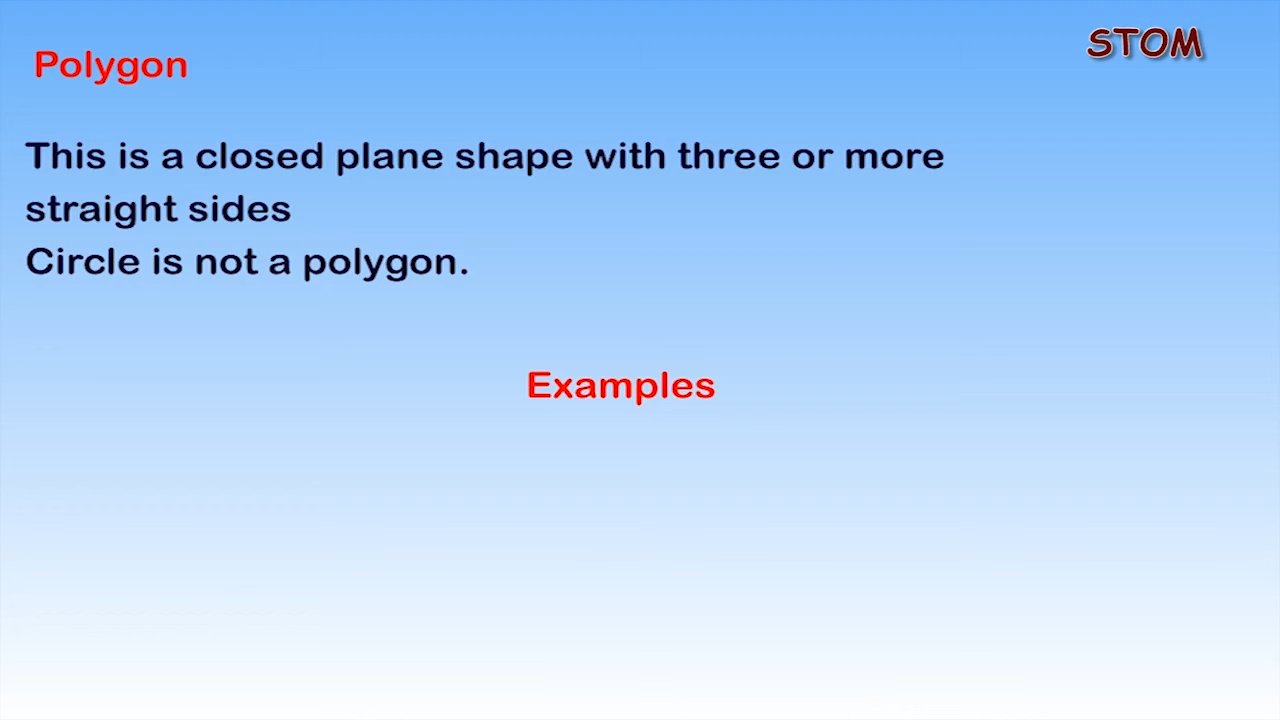 STOM
Polygon
This is a closed plane shape with three or more
straight sides
Circle is not a polygon.
Examples